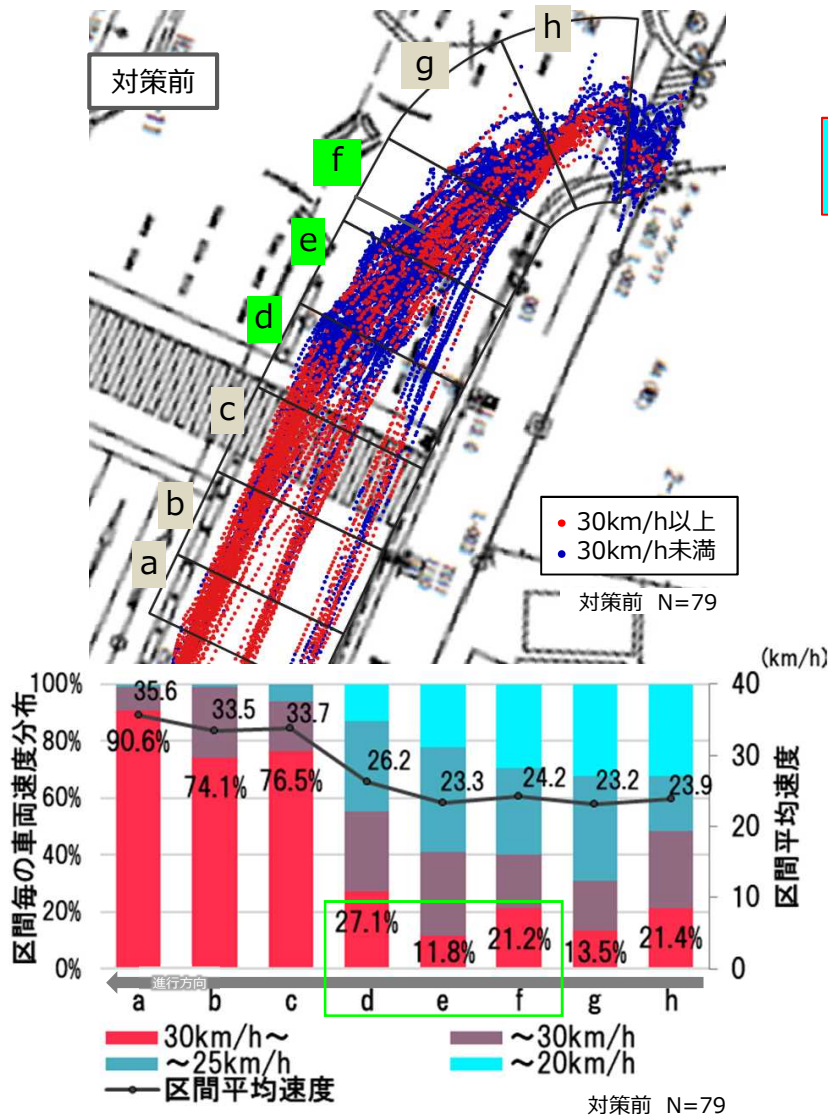 対策前
h
g
f
e
d
c
b
a
30km/h以上
30km/h未満
対策前 N=79
(km/h)
区間毎の車両速度分布
100%
80%
60%
40%
20%
0%
35.6
33.5
33.7
26.2
23.3
24.2
23.2
23.9
90.6%
74.1%
76.5%
27.1%
11.8%
21.2%
13.5%
21.4%
40
30
20
10
0
区間平均速度
進行方向
a b c d e f g h
30km/h～ ～30km/h
～25km/h ～20km/h
区間平均速度
対策前 N=79